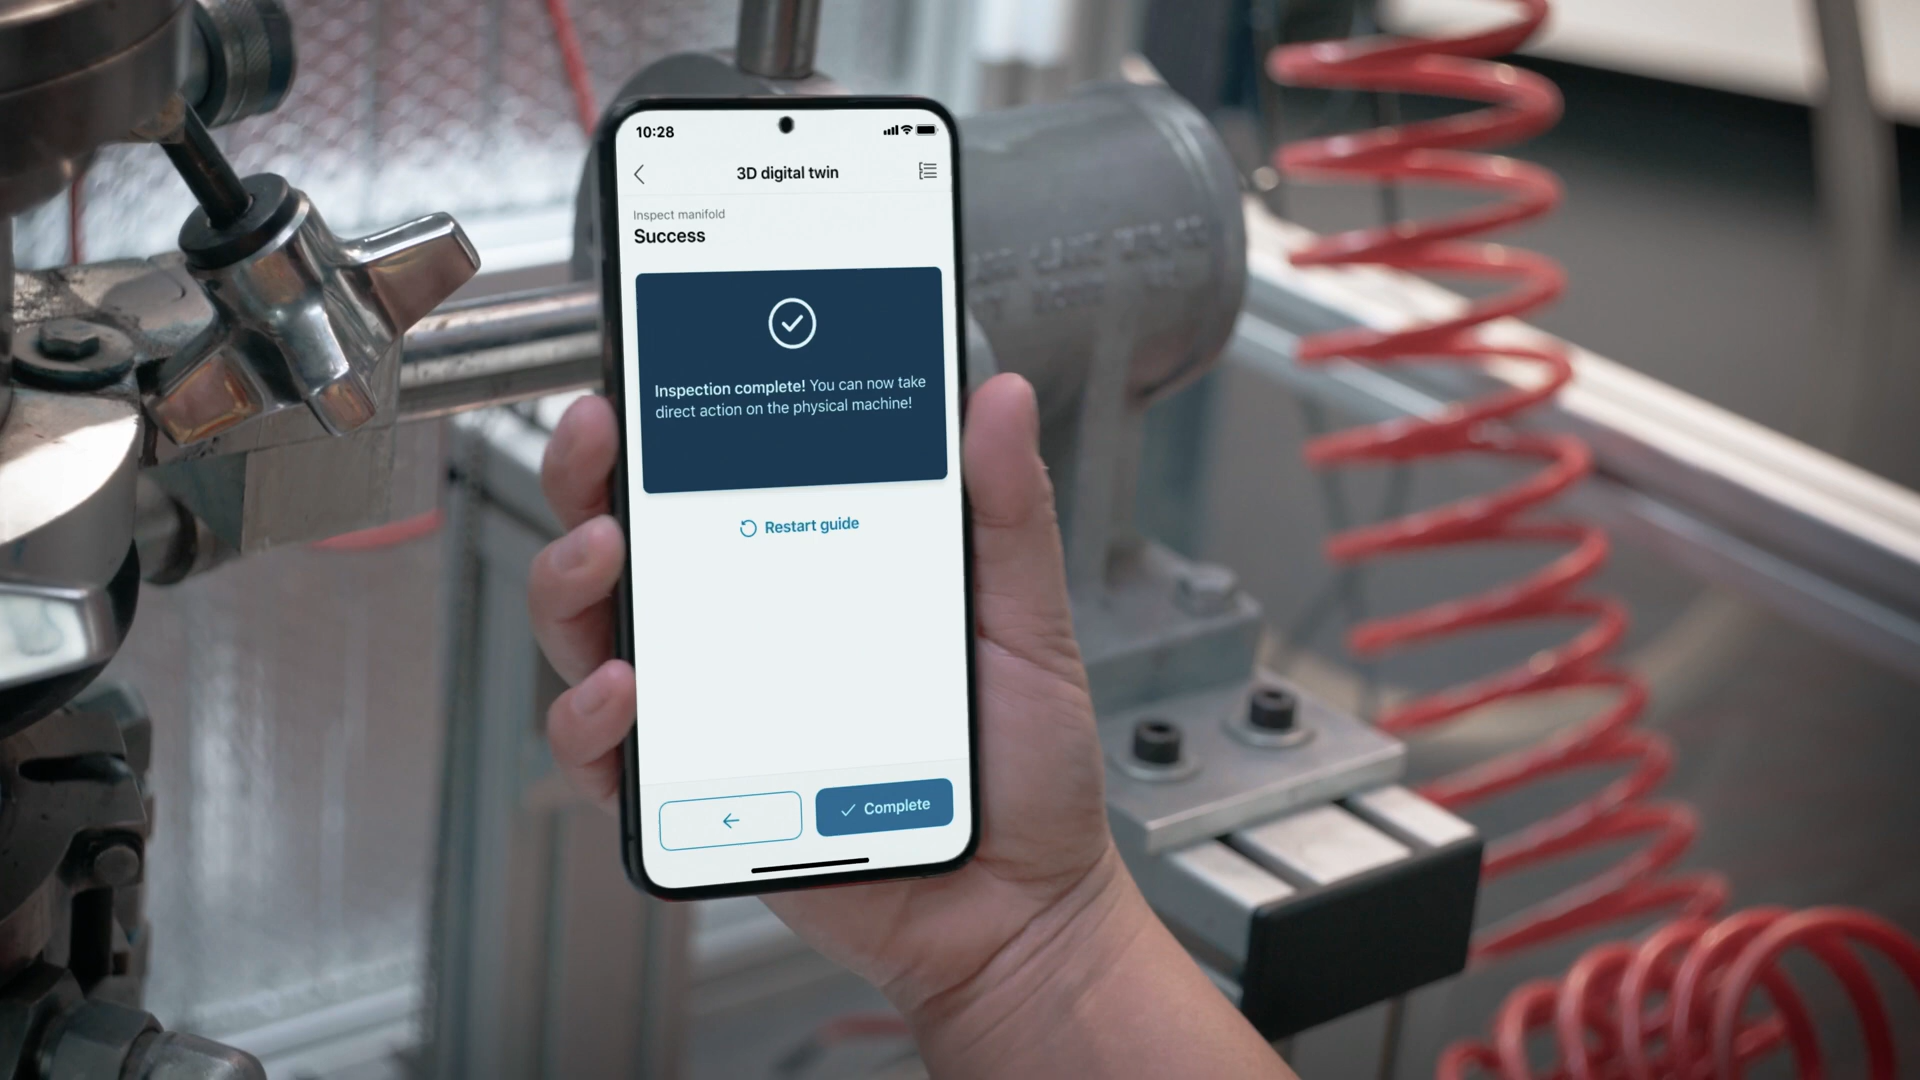 10:28
3D digital twin
Inspect manifold
Success
Inspection complete! You can now take
direct action on the physical machine!
Restart guide
Complete